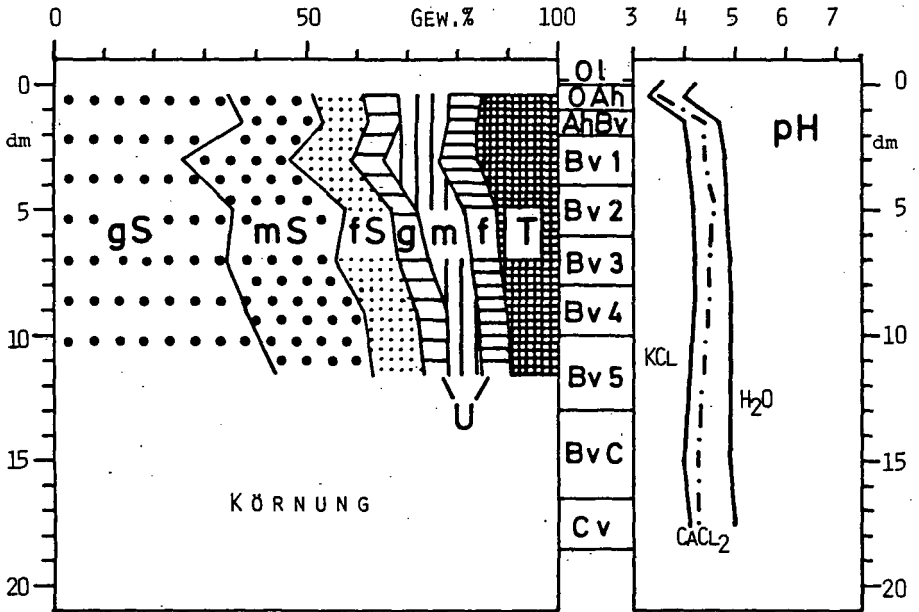 0 50 GEW.% 100 3 4 5 6 7
0 Ol 0
OAh
dm AhBv pH dm
Bv 1
5 gS mS fS g m f T Bv 2 5
Bv 3
Bv 4
10 10
KCL Bv 5 H₂O
U
15 BvC 15
KÖRNUNG
Cv CACL₂
20 20